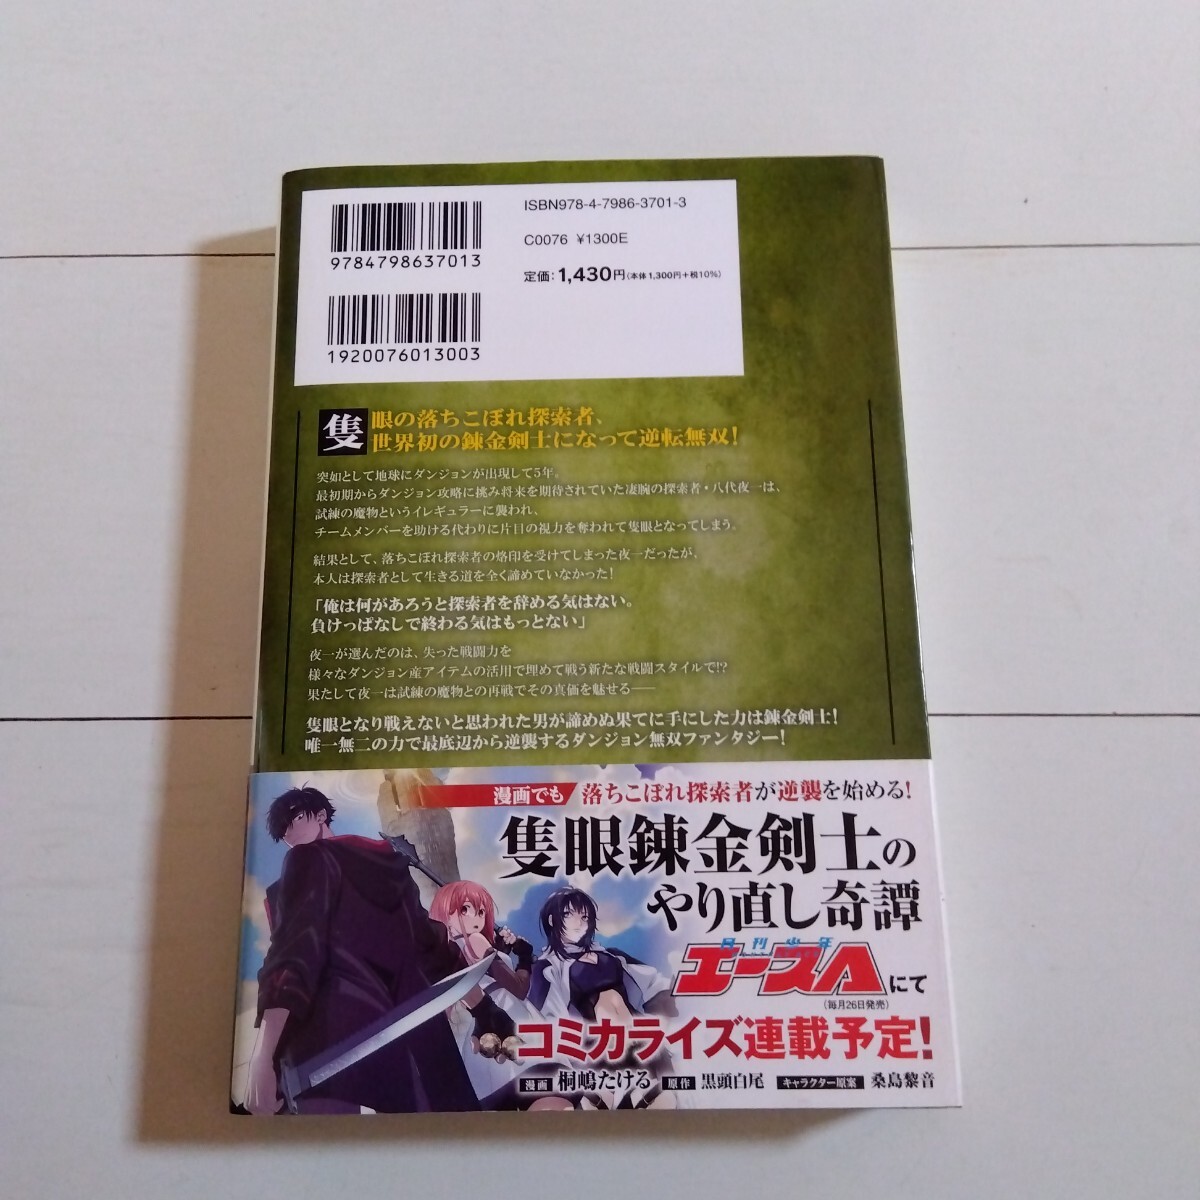 9784798637013
1920076013003
ISBN978-4-7986-3701-3
C0076 ¥1300E
定価：1,430円（本体1,300円+税10%）
隻眼の落ちこぼれ探索者、
世界初の錬金剣士になって逆転無双！
突如として地球にダンジョンが出現して5年。
最初期からダンジョン攻略に挑み将来を期待されていた凄腕の探索者・八代夜一は、
試練の魔物というイレギュラーに襲われ、
チームメンバーを助ける代わりに片目の視力を奪われて隻眼となってしまう。
結果として、落ちこぼれ探索者の烙印を受けてしまった夜一だったが、
本人は探索者として生きる道を全く諦めていなかった！
「俺は何があろうと探索者を辞める気はない。
負けっぱなしで終わる気はもっとない」
夜一が選んだのは、失った戦闘力を
様々なダンジョン産アイテムの活用で埋めて戦う新たな戦闘スタイルで!?
果たして夜一は試練の魔物との再戦でその真価を魅せる――
隻眼となり戦えないと思われた男が諦めぬ果てに手にした力は錬金剣士！
唯一無二の力で最底辺から逆襲するダンジョン無双ファンタジー！
漫画でも 落ちこぼれ探索者が逆襲を始める！
隻眼錬金剣士の
やり直し奇譚
月刊少年
エースAにて
（毎月26日発売）
コミカライズ連載予定！
漫画 桐嶋たける 原作 黒頭白尾 キャラクター原案 桑島黎音